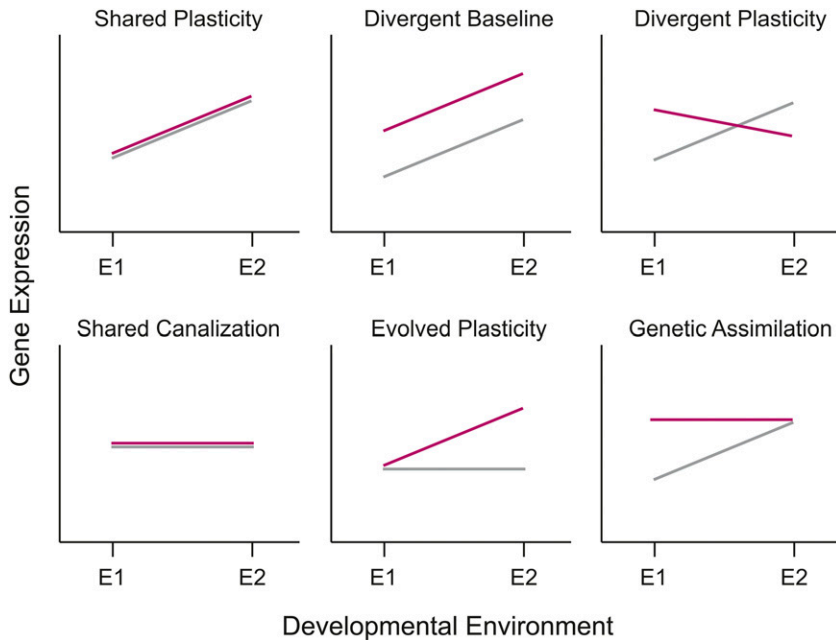 Shared Plasticity
Divergent Baseline
Divergent Plasticity
E1 E2
E1 E2
E1 E2
Gene Expression
Shared Canalization
Evolved Plasticity
Genetic Assimilation
E1 E2
E1 E2
E1 E2
Developmental Environment